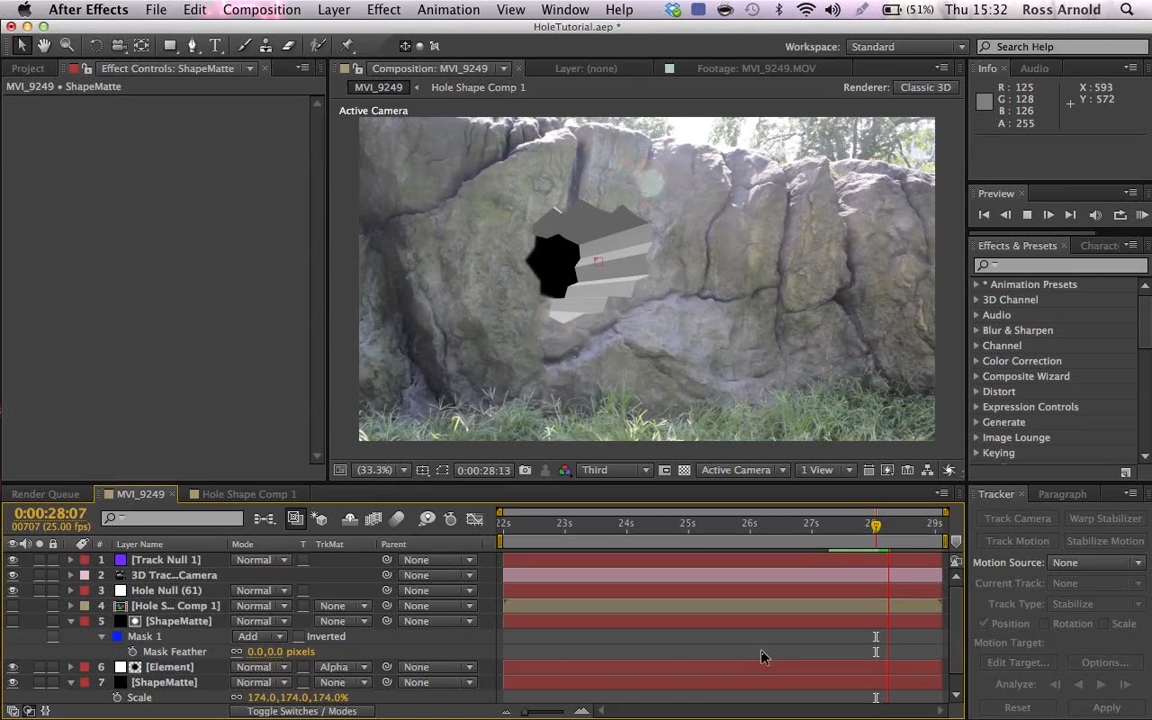 After Effects File Edit Composition Layer Effect Animation View Window Help (51%) Thu 15:32 Ross Arnold
HoleTutorial.aep *
Workspace: Standard Search Help
Project Effect Controls: ShapeMatte Composition: MVI_9249 Layer: (none) Footage: MVI_9249.MOV Info Audio
MVI_9249 • ShapeMatte MVI_9249 Hole Shape Comp 1 Renderer: Classic 3D R: 125 X: 593
G: 128 Y: 572
B: 126
A: 255
Active Camera
Preview
Effects & Presets Charact
* Animation Presets
3D Channel
Audio
Blur & Sharpen
Channel
Color Correction
Composite Wizard
Distort
Expression Controls
Generate
Image Lounge
Keying
(33.3%) 0:00:28:13 Third Active Camera 1 View
Render Queue MVI_9249 Hole Shape Comp 1 Tracker Paragraph
0:00:28:07
00707 (25.00 fps)
22s 23s 24s 25s 26s 27s 28s 29s
Track Camera Warp Stabilizer
Track Motion Stabilize Motion
Motion Source: None
Current Track: None
Track Type: Stabilize
Position Rotation Scale
Motion Target:
Edit Target... Options...
Analyze:
Reset Apply
# Layer Name Mode T TrkMat Parent
1 [Track Null 1] Normal None
2 3D Trac...Camera Normal None
3 Hole Null (61) Normal None
4 [Hole S... Comp 1] Normal None None
5 [ShapeMatte] Normal None None
Mask 1 Add Inverted
Mask Feather 0.0,0.0 pixels
6 [Element] Normal Alpha None
7 [ShapeMatte] Normal None None
Scale 174.0,174.0,174.0%
Toggle Switches / Modes